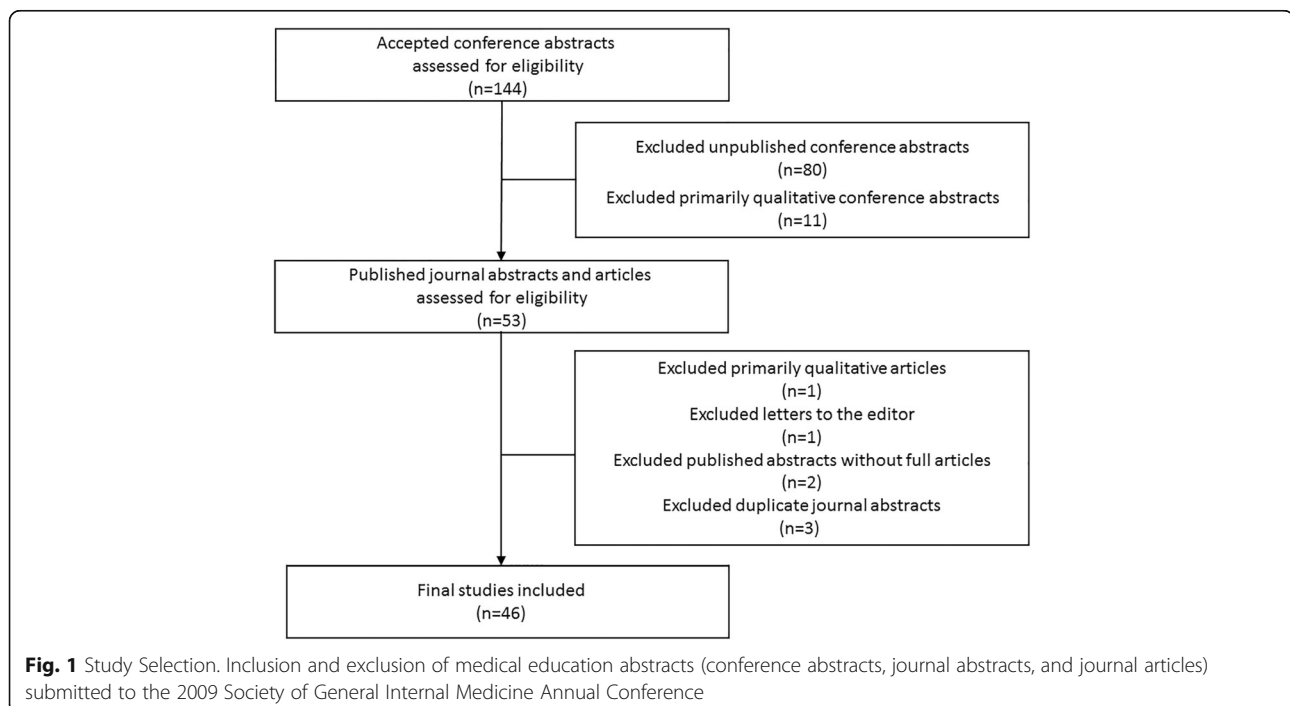 Accepted conference abstracts
assessed for eligibility
(n=144)
Excluded unpublished conference abstracts
(n=80)
Excluded primarily qualitative conference abstracts
(n=11)
Published journal abstracts and articles
assessed for eligibility
(n=53)
Excluded primarily qualitative articles
(n=1)
Excluded letters to the editor
(n=1)
Excluded published abstracts without full articles
(n=2)
Excluded duplicate journal abstracts
(n=3)
Final studies included
(n=46)
Fig. 1 Study Selection. Inclusion and exclusion of medical education abstracts (conference abstracts, journal abstracts, and journal articles)
submitted to the 2009 Society of General Internal Medicine Annual Conference